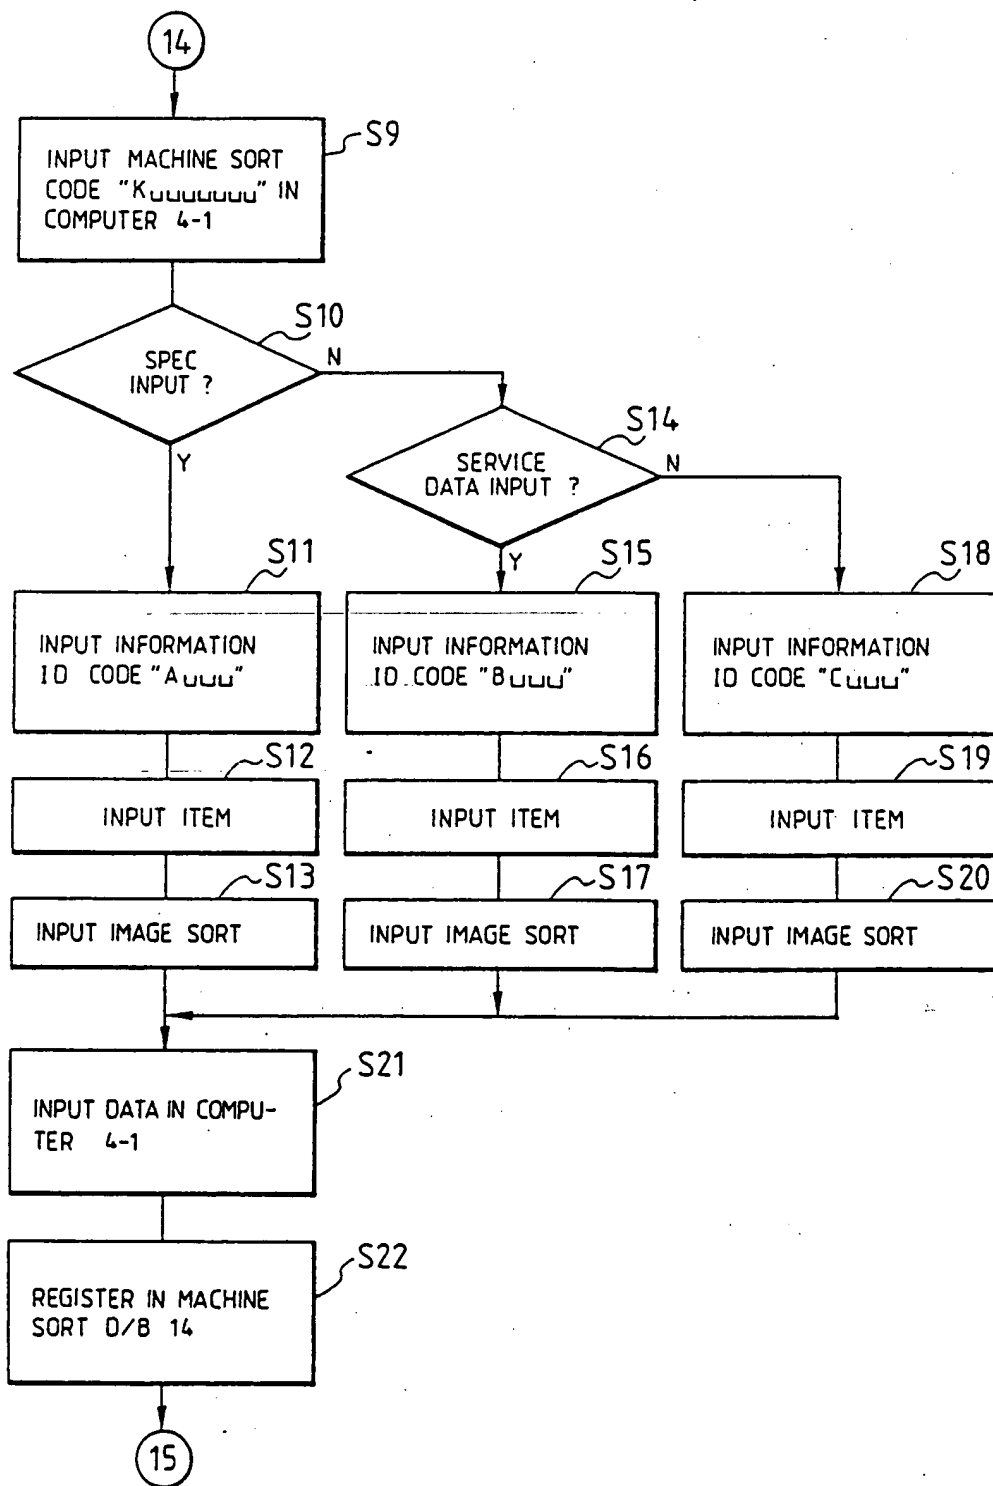 14
S9
INPUT MACHINE SORT
CODE "K␣␣␣␣␣␣␣" IN
COMPUTER 4-1
S10
SPEC
INPUT ?
N
Y
S14
SERVICE
DATA INPUT ?
N
Y
S11
INPUT INFORMATION
ID CODE "A␣␣␣"
S15
INPUT INFORMATION
ID CODE "B␣␣␣"
S18
INPUT INFORMATION
ID CODE "C␣␣␣"
S12
INPUT ITEM
S16
INPUT ITEM
S19
INPUT ITEM
S13
INPUT IMAGE SORT
S17
INPUT IMAGE SORT
S20
INPUT IMAGE SORT
S21
INPUT DATA IN COMPU-
TER 4-1
S22
REGISTER IN MACHINE
SORT D/B 14
15